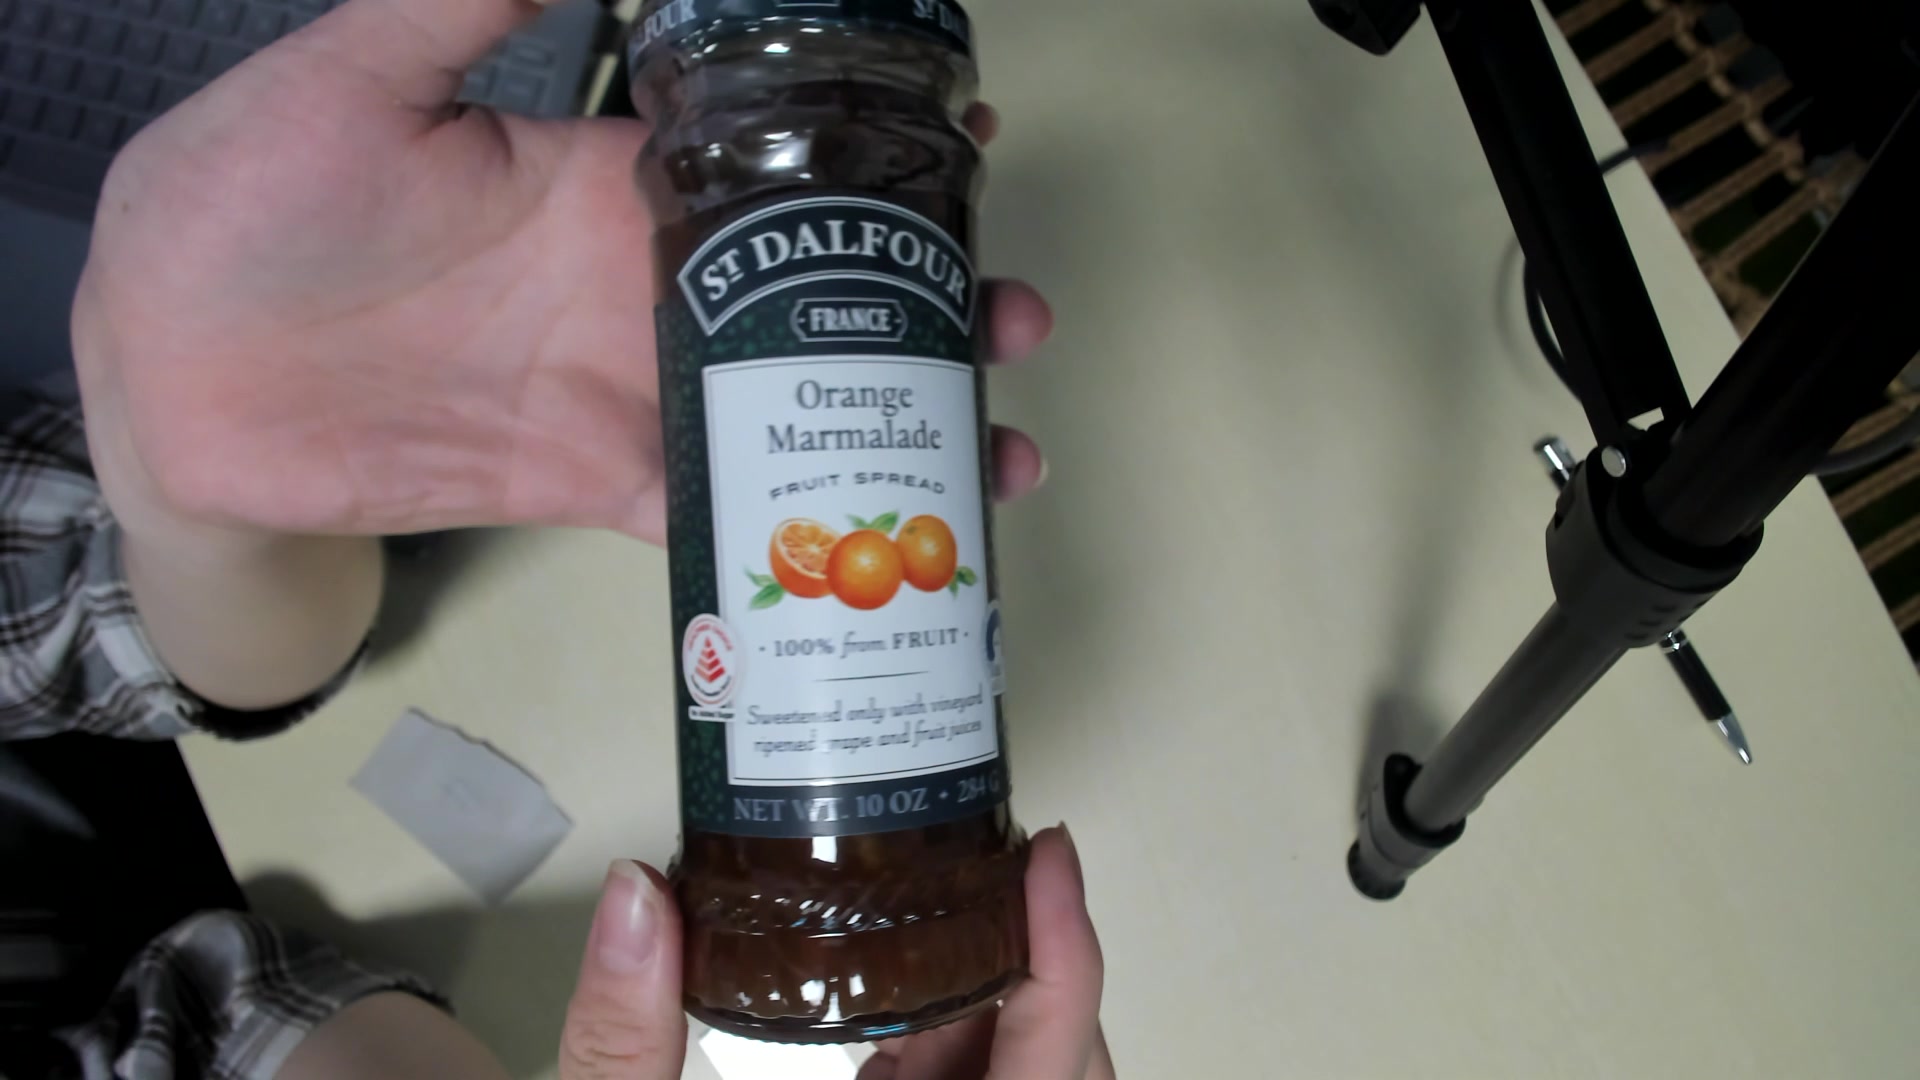 ST DALFOUR
FRANCE
Orange
Marmalade
FRUIT SPREAD
• 100% from FRUIT •
Sweetened only with vineyard
ripened grape and fruit juices
NET WT. 10 OZ • 284 G